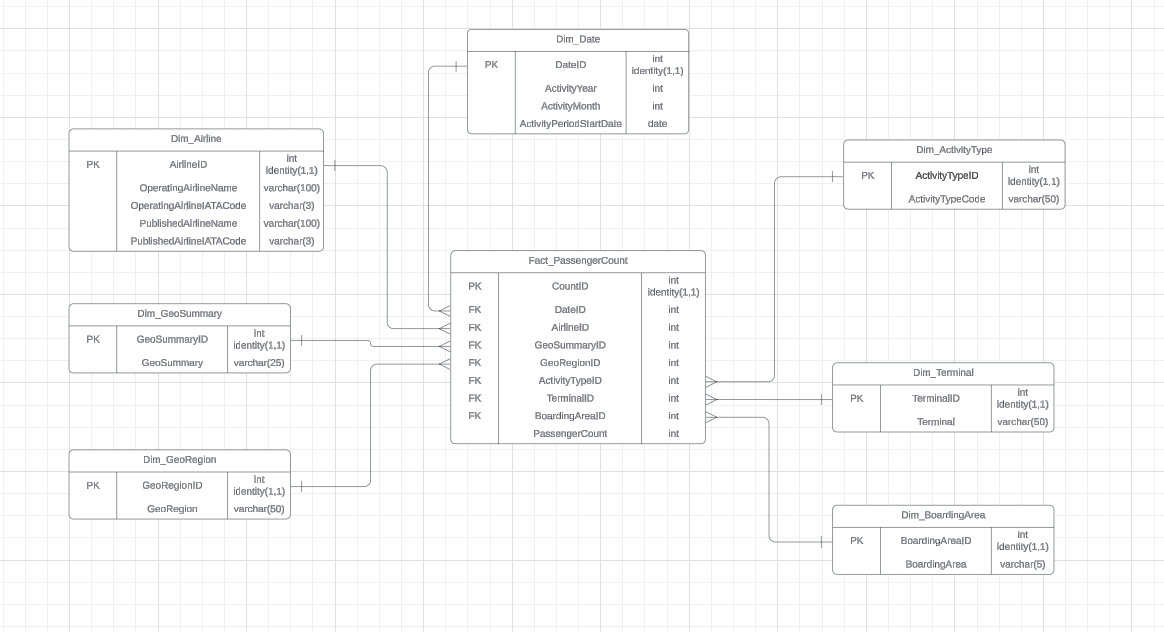 Dim_Date
PK DateID int identity(1,1)
ActivityYear int
ActivityMonth int
ActivityPeriodStartDate date
Dim_Airline
PK AirlineID int identity(1,1)
OperatingAirlineName varchar(100)
OperatingAirlineIATACode varchar(3)
PublishedAirlineName varchar(100)
PublishedAirlineIATACode varchar(3)
Dim_ActivityType
PK ActivityTypeID int identity(1,1)
ActivityTypeCode varchar(50)
Fact_PassengerCount
PK CountID int identity(1,1)
FK DateID int
FK AirlineID int
FK GeoSummaryID int
FK GeoRegionID int
FK ActivityTypeID int
FK TerminalID int
FK BoardingAreaID int
PassengerCount int
Dim_GeoSummary
PK GeoSummaryID int identity(1,1)
GeoSummary varchar(25)
Dim_Terminal
PK TerminalID int identity(1,1)
Terminal varchar(50)
Dim_GeoRegion
PK GeoRegionID int identity(1,1)
GeoRegion varchar(50)
Dim_BoardingArea
PK BoardingAreaID int identity(1,1)
BoardingArea varchar(5)